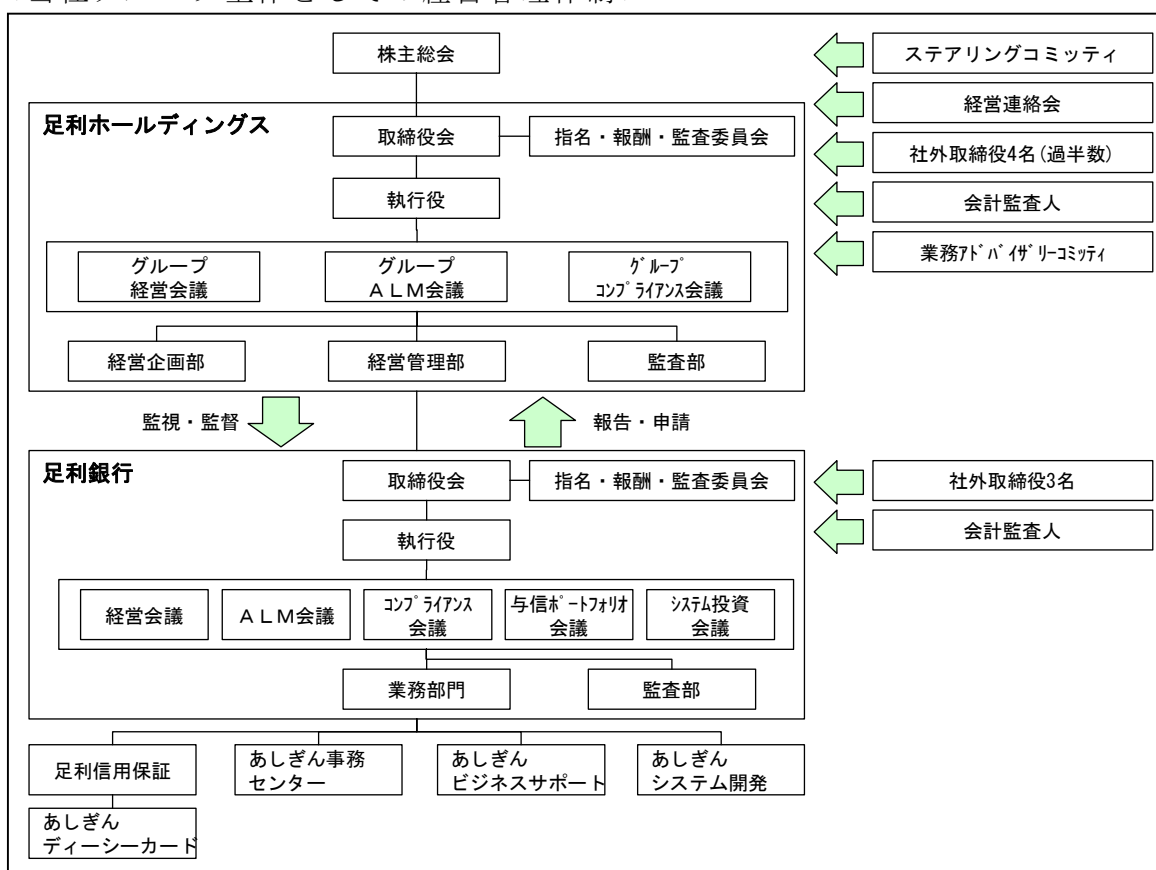 株主総会
ステアリングコミッティ
経営連絡会
足利ホールディングス
取締役会
指名・報酬・監査委員会
社外取締役4名(過半数)
執行役
会計監査人
業務ｱﾄﾞﾊﾞｲｻﾞﾘｰｺﾐｯﾃｨ
グループ
経営会議
グループ
ＡＬＭ会議
ｸﾞﾙｰﾌﾟ
ｺﾝﾌﾟﾗｲｱﾝｽ会議
経営企画部
経営管理部
監査部
監視・監督
報告・申請
足利銀行
取締役会
指名・報酬・監査委員会
社外取締役3名
執行役
会計監査人
経営会議
ＡＬＭ会議
ｺﾝﾌﾟﾗｲｱﾝｽ
会議
与信ﾎﾟｰﾄﾌｫﾘｵ
会議
ｼｽﾃﾑ投資
会議
業務部門
監査部
足利信用保証
あしぎん事務
センター
あしぎん
ビジネスサポート
あしぎん
システム開発
あしぎん
ディーシーカード